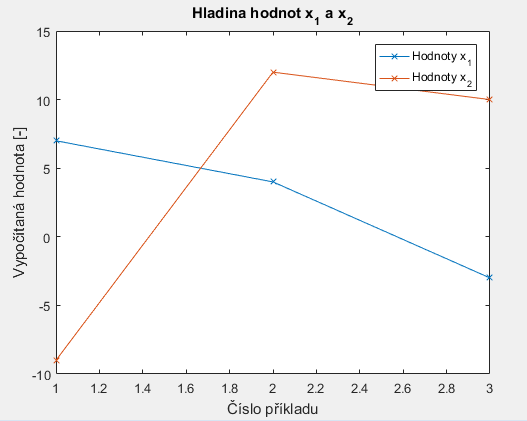 Hladina hodnot x1 a x2
Hodnoty x1
Hodnoty x2
Vypočítaná hodnota [-]
15
10
5
0
-5
-10
1 1.2 1.4 1.6 1.8 2 2.2 2.4 2.6 2.8 3
Číslo příkladu